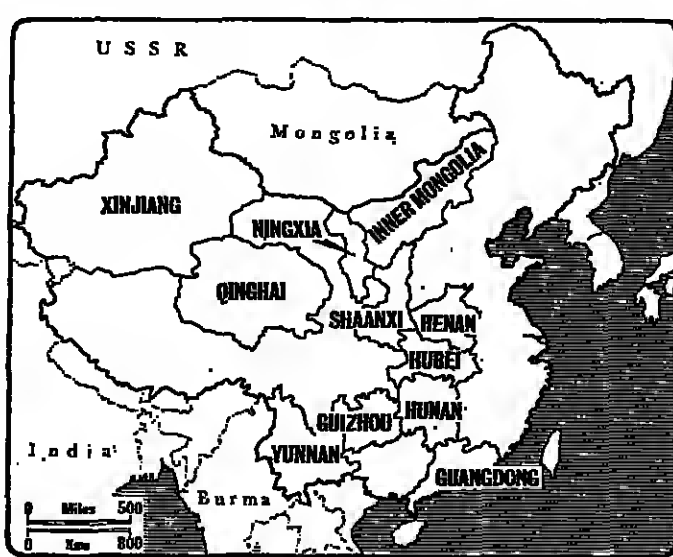 USSR
Mongolia
INNER MONGOLIA
XINJIANG
NINGXIA
QINGHAI
SHAANXI
HENAN
HUBEI
GUIZHOU
HUNAN
YUNNAN
GUANGDONG
India
Burma
0 Miles 500
0 Kms 800